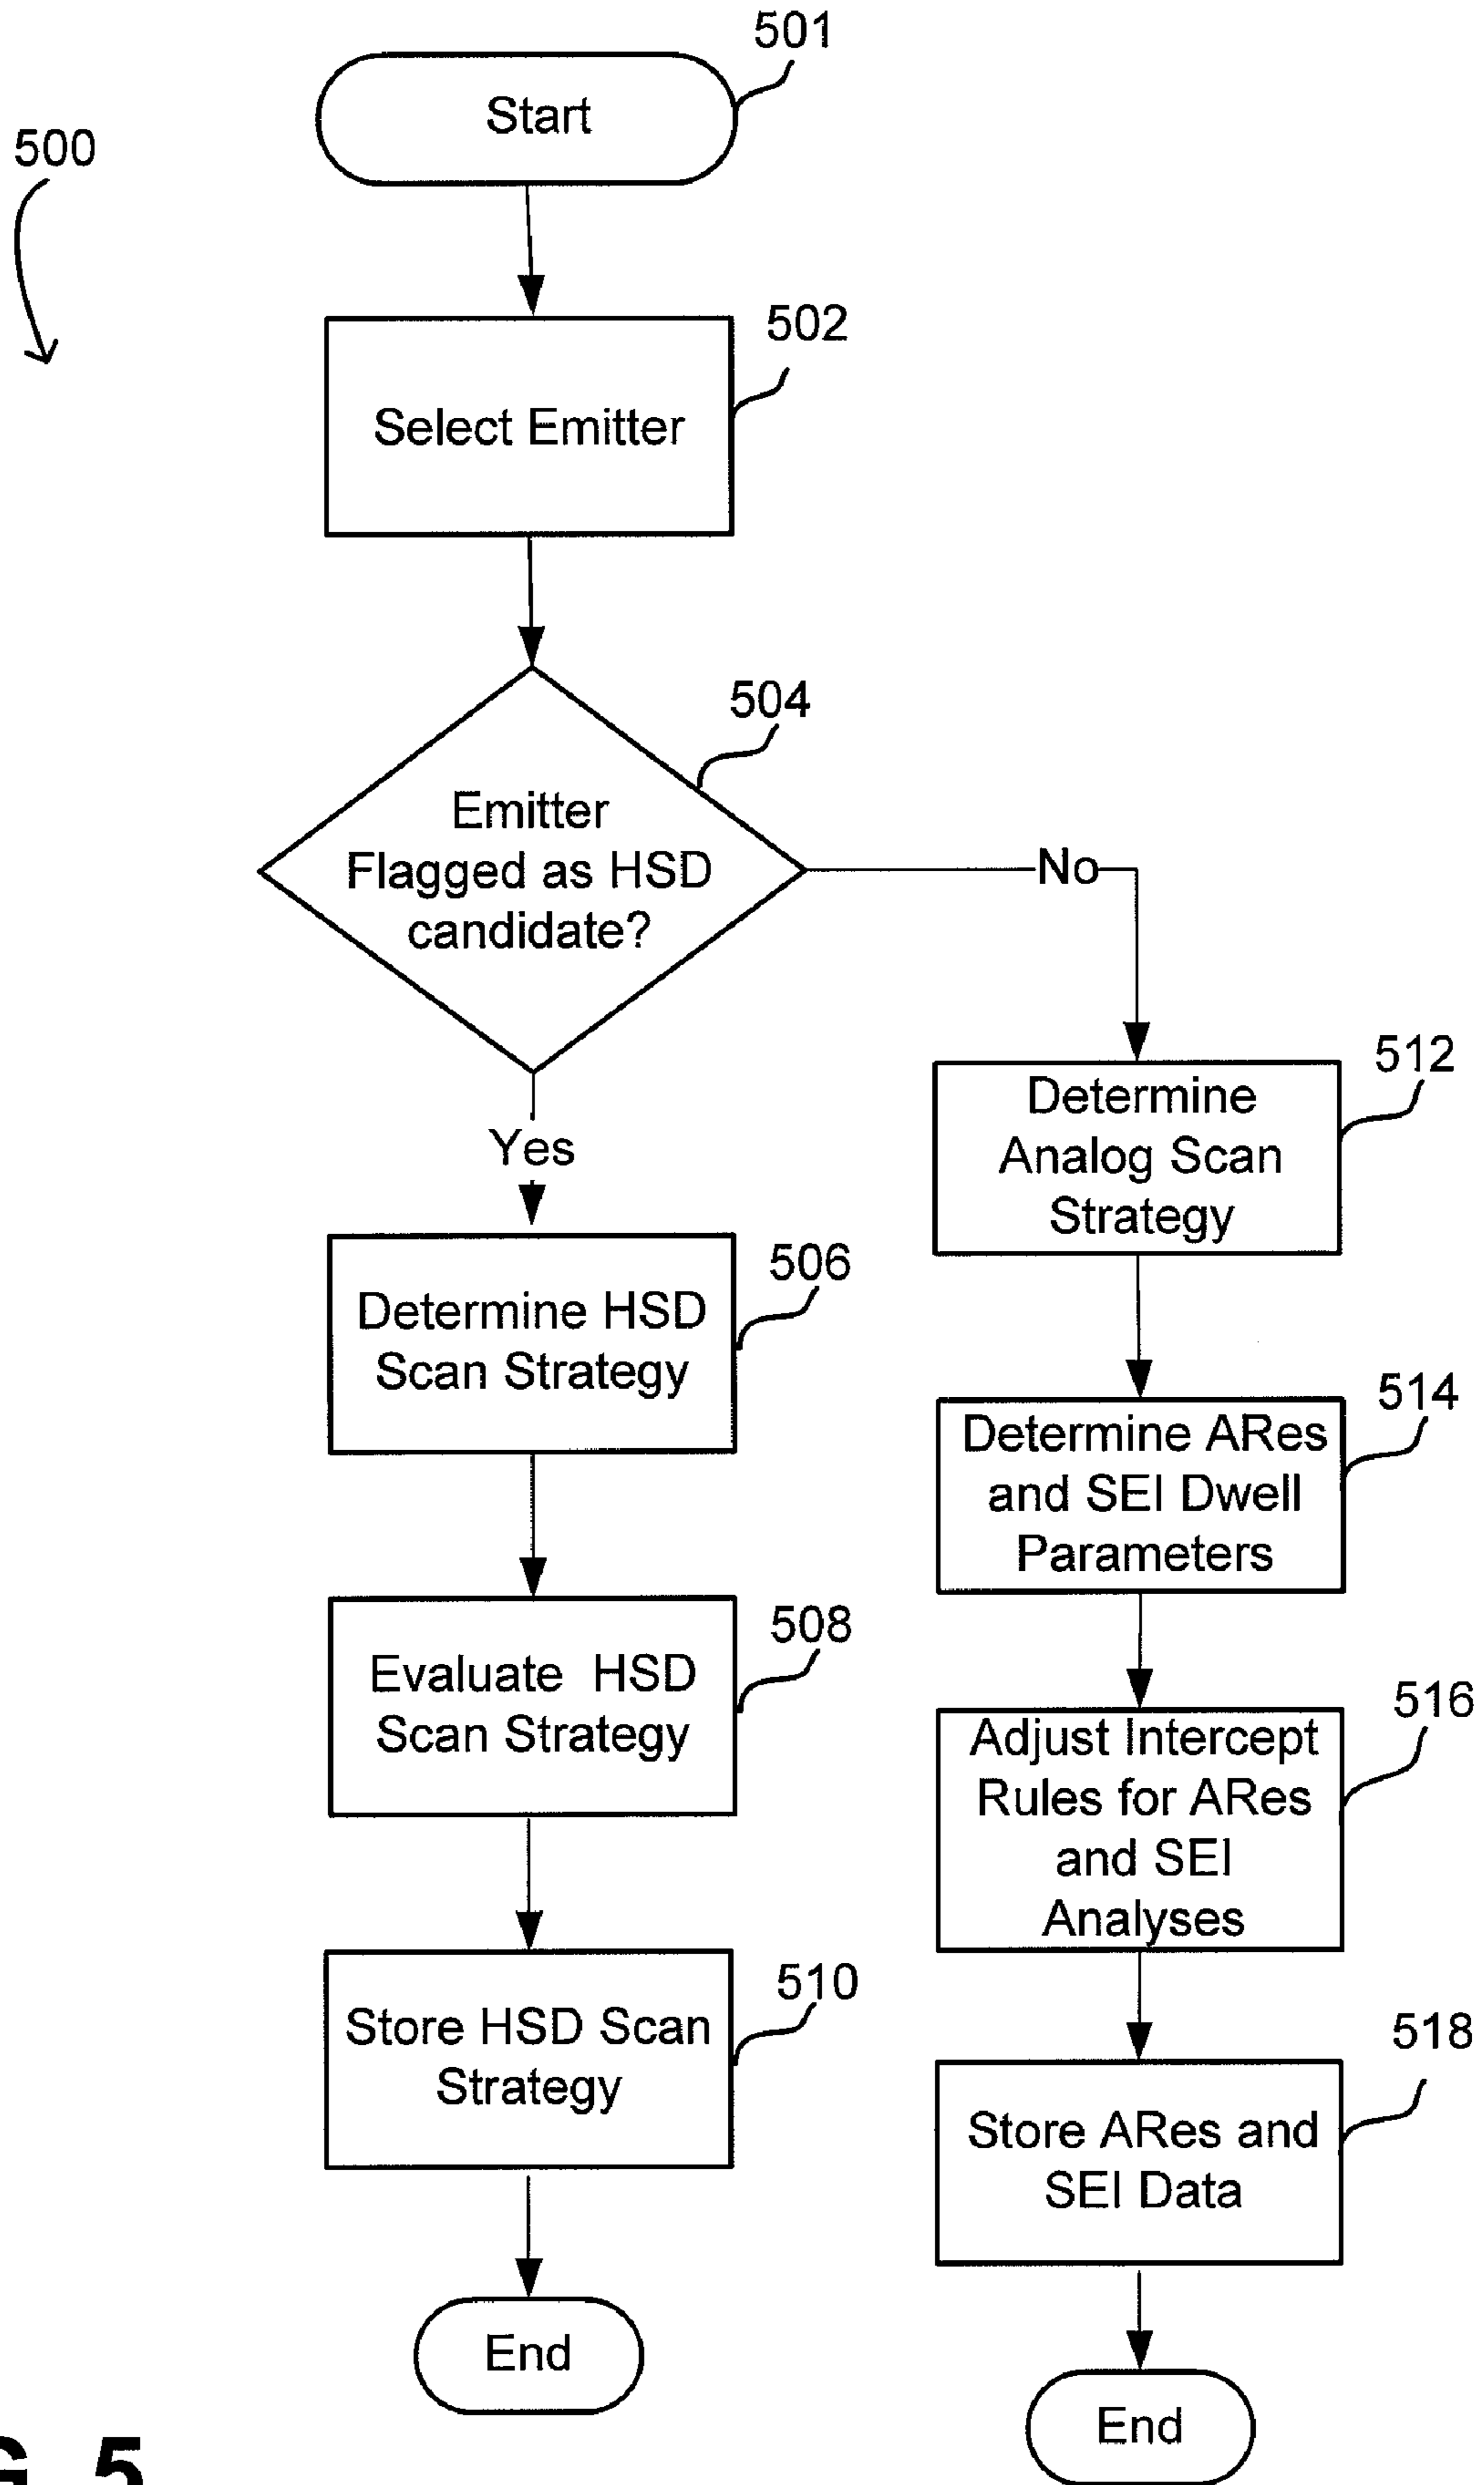 501
Start
500
502
Select Emitter
504
Emitter
Flagged as HSD
candidate?
No
Yes
512
Determine
Analog Scan
Strategy
506
Determine HSD
Scan Strategy
514
Determine ARes
and SEI Dwell
Parameters
508
Evaluate HSD
Scan Strategy
516
Adjust Intercept
Rules for ARes
and SEI
Analyses
510
Store HSD Scan
Strategy
518
Store ARes and
SEI Data
End
End
5